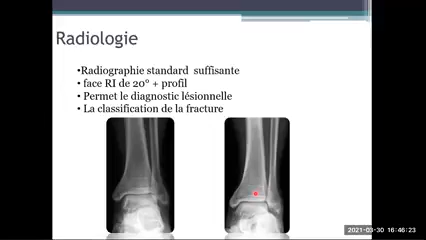 Radiologie
•Radiographie standard suffisante
• face RI de 20° + profil
• Permet le diagnostic lésionnelle
• La classification de la fracture
2021-03-30 16:46:23